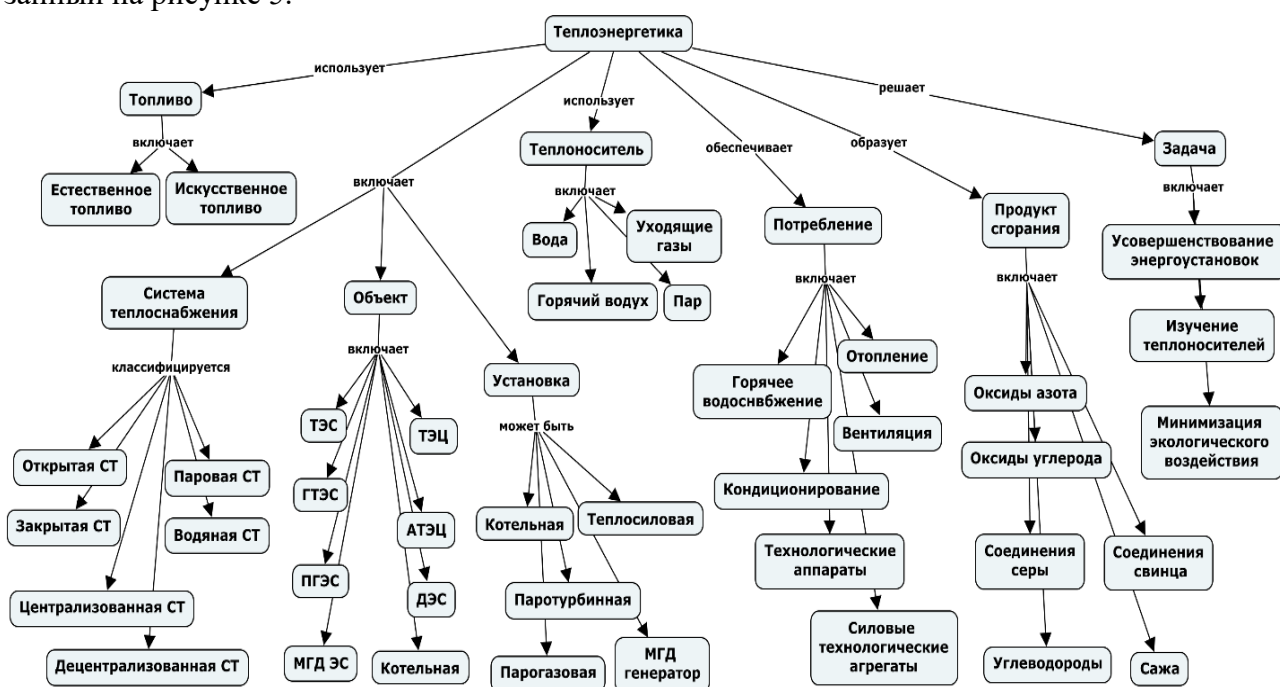 занный на рисунке 3.
Теплоэнергетика
использует
использует
решает
Топливо
включает
Естественное
топливо
Искусственное
топливо
Теплоноситель
включает
Вода
Уходящие
газы
Горячий водух
Пар
обеспечивает
образует
Задача
включает
Усовершенствование
энергоустановок
Изучение
теплоносителей
Минимизация
экологического
воздействия
включает
Система
теплоснабжения
классифицируется
Открытая СТ
Паровая СТ
Закрытая СТ
Водяная СТ
Централизованная СТ
Децентрализованная СТ
Объект
включает
ТЭС
ТЭЦ
ГТЭС
АТЭЦ
ПГЭС
ДЭС
МГД ЭС
Котельная
Установка
может быть
Котельная
Теплосиловая
Паротурбинная
Парогазовая
МГД
генератор
Потребление
включает
Отопление
Горячее
водоснвбжение
Вентиляция
Кондиционирование
Технологические
аппараты
Силовые
технологические
агрегаты
Продукт
сгорания
включает
Оксиды азота
Оксиды углерода
Соединения
серы
Соединения
свинца
Углеводороды
Сажа